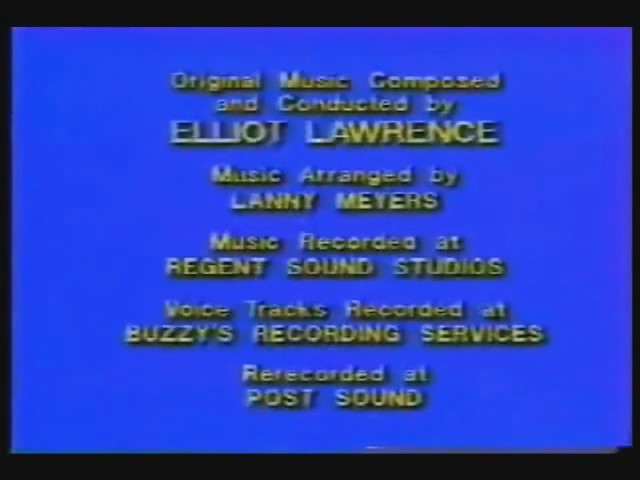 Original Music Composed
and Conducted by
ELLIOT LAWRENCE
Music Arranged by
LANNY MEYERS
Music Recorded at
REGENT SOUND STUDIOS
Voice Tracks Recorded at
BUZZY'S RECORDING SERVICES
Rerecorded at
POST SOUND